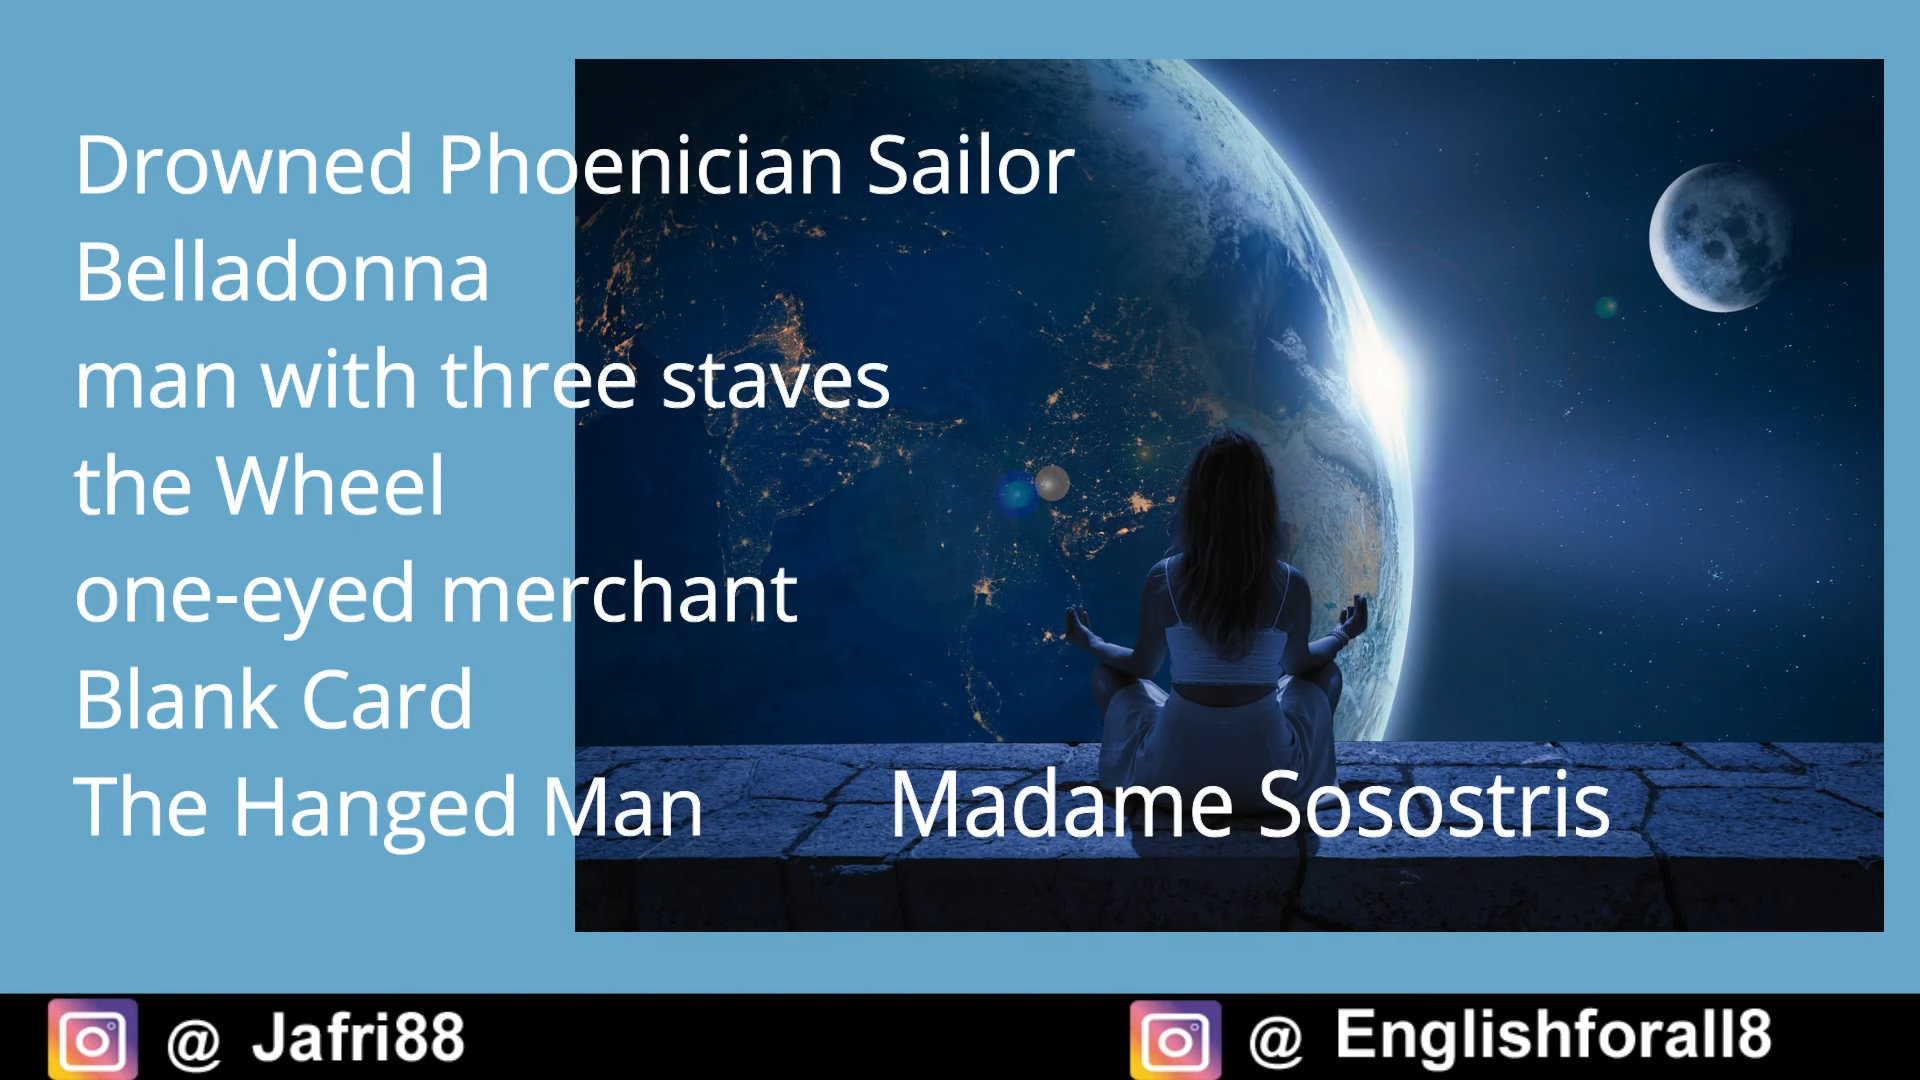 Drowned Phoenician Sailor
Belladonna
man with three staves
the Wheel
one-eyed merchant
Blank Card
The Hanged Man
Madame Sosostris
@ Jafri88
@ Englishforall8